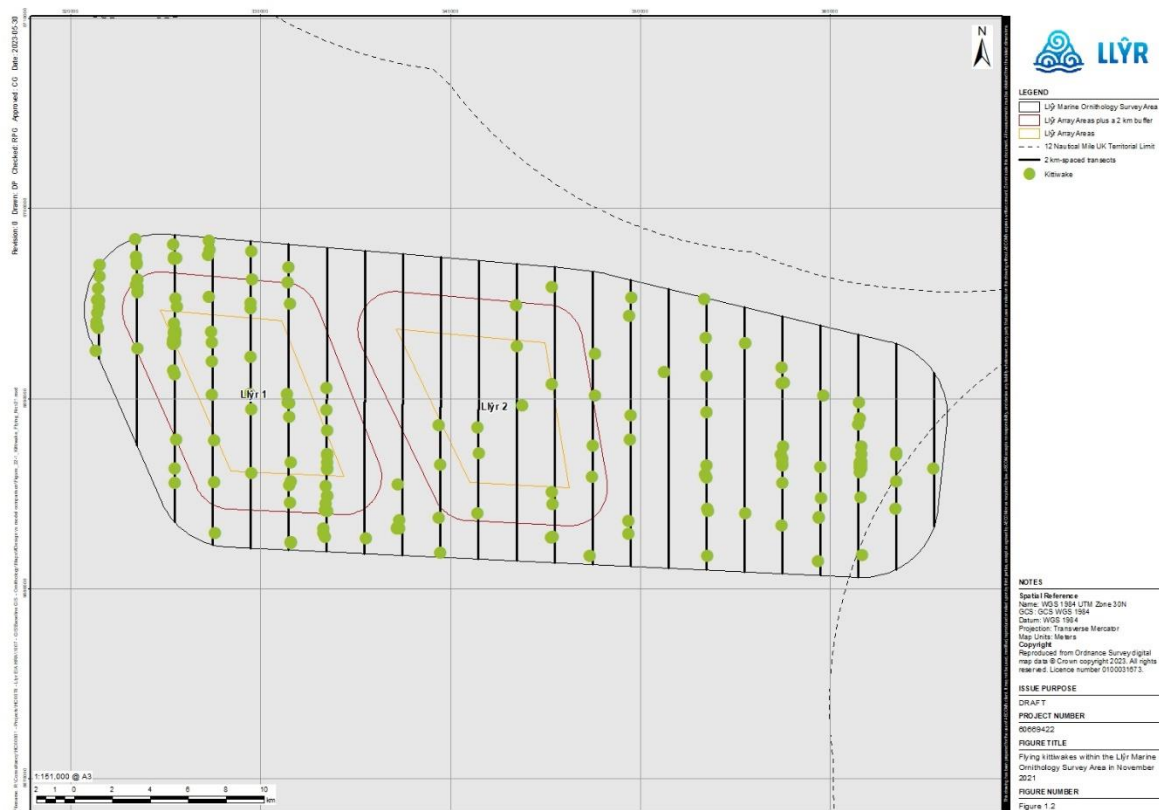 N
LLŶR
LEGEND
Llŷr Marine Ornithology Survey Area
Llŷr Array Areas plus a 2 km buffer
Llŷr Array Areas
12 Nautical Mile UK Territorial Limit
2 km-spaced transects
Kittiwake
Llŷr 1
Llŷr 2
Revision: 0 Drawn: DP Checked: RPG Approved: CG Date: 2023-05-30
1:151,000 @ A3
2 1 0 2 4 6 8 10
km
NOTES
Spatial Reference
Name: WGS 1984 UTM Zone 30N
GCS: GCS WGS 1984
Datum: WGS 1984
Projection: Transverse Mercator
Map Units: Meters
Copyright
Reproduced from Ordnance Survey digital
map data © Crown copyright 2023. All rights
reserved. Licence number 0100031673.
ISSUE PURPOSE
DRAFT
PROJECT NUMBER
60669422
FIGURE TITLE
Flying kittiwakes within the Llŷr Marine
Ornithology Survey Area in November
2021
FIGURE NUMBER
Figure 1.2